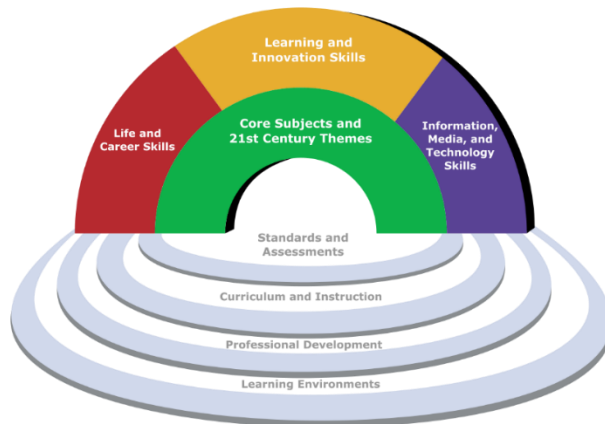 Learning and
Innovation Skills
Life and
Career Skills
Core Subjects and
21st Century Themes
Information,
Media, and
Technology
Skills
Standards and
Assessments
Curriculum and Instruction
Professional Development
Learning Environments